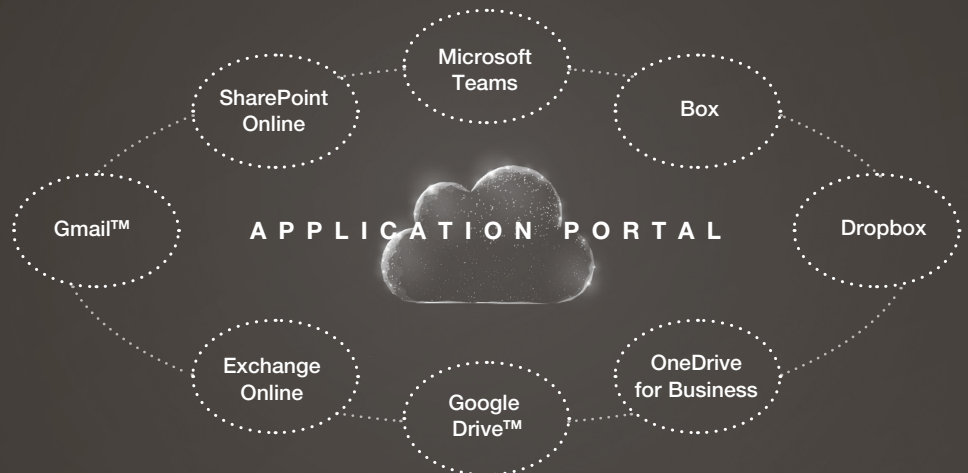 Microsoft
Teams
SharePoint
Online
Box
Gmail™
APPLICATION PORTAL
Dropbox
Exchange
Online
OneDrive
for Business
Google
Drive™